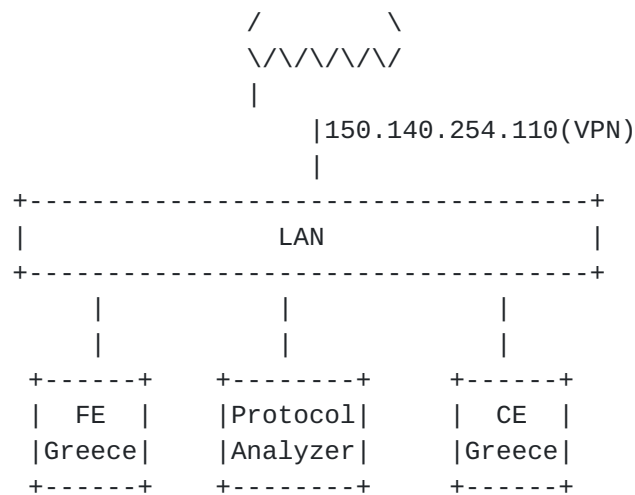 /        \
\/\/\/\/\/
|
|150.140.254.110(VPN)
|
+------------------------------------+
|                LAN                 |
+------------------------------------+
|           |             |
|           |             |
+------+    +--------+     +------+
|  FE  |    |Protocol|     |  CE  |
|Greece|    |Analyzer|     |Greece|
+------+    +--------+     +------+